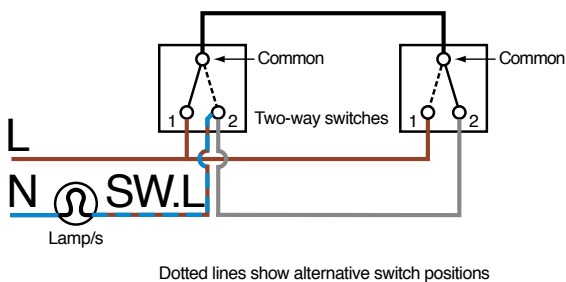 Common
Common
1
2
Two-way switches
1
2
L
N
SW.L
Lamp/s
Dotted lines show alternative switch positions